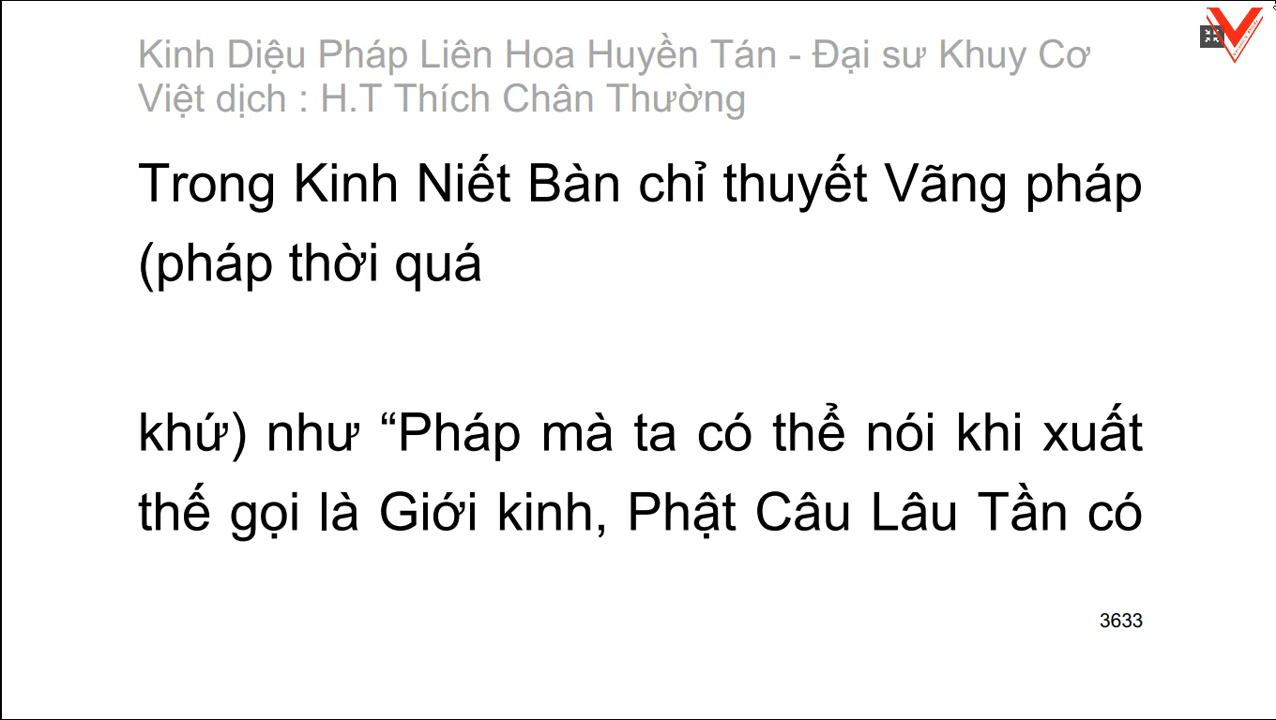 Kinh Diệu Pháp Liên Hoa Huyền Tán - Đại sư Khuy Cơ
Việt dịch : H.T Thích Chân Thường
Trong Kinh Niết Bàn chỉ thuyết Vãng pháp
(pháp thời quá
khứ) như “Pháp mà ta có thể nói khi xuất
thế gọi là Giới kinh, Phật Câu Lâu Tần có
3633